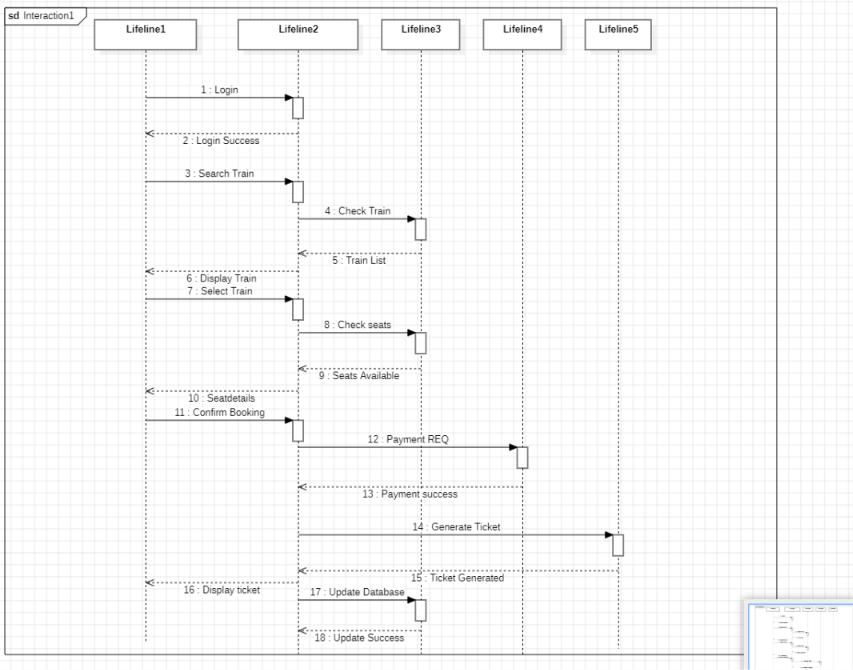 sd Interaction1
Lifeline1
Lifeline2
Lifeline3
Lifeline4
Lifeline5
1 : Login
2 : Login Success
3 : Search Train
4 : Check Train
5 : Train List
6 : Display Train
7 : Select Train
8 : Check seats
9 : Seats Available
10 : Seatdetails
11 : Confirm Booking
12 : Payment REQ
13 : Payment success
14 : Generate Ticket
15 : Ticket Generated
16 : Display ticket
17 : Update Database
18 : Update Success